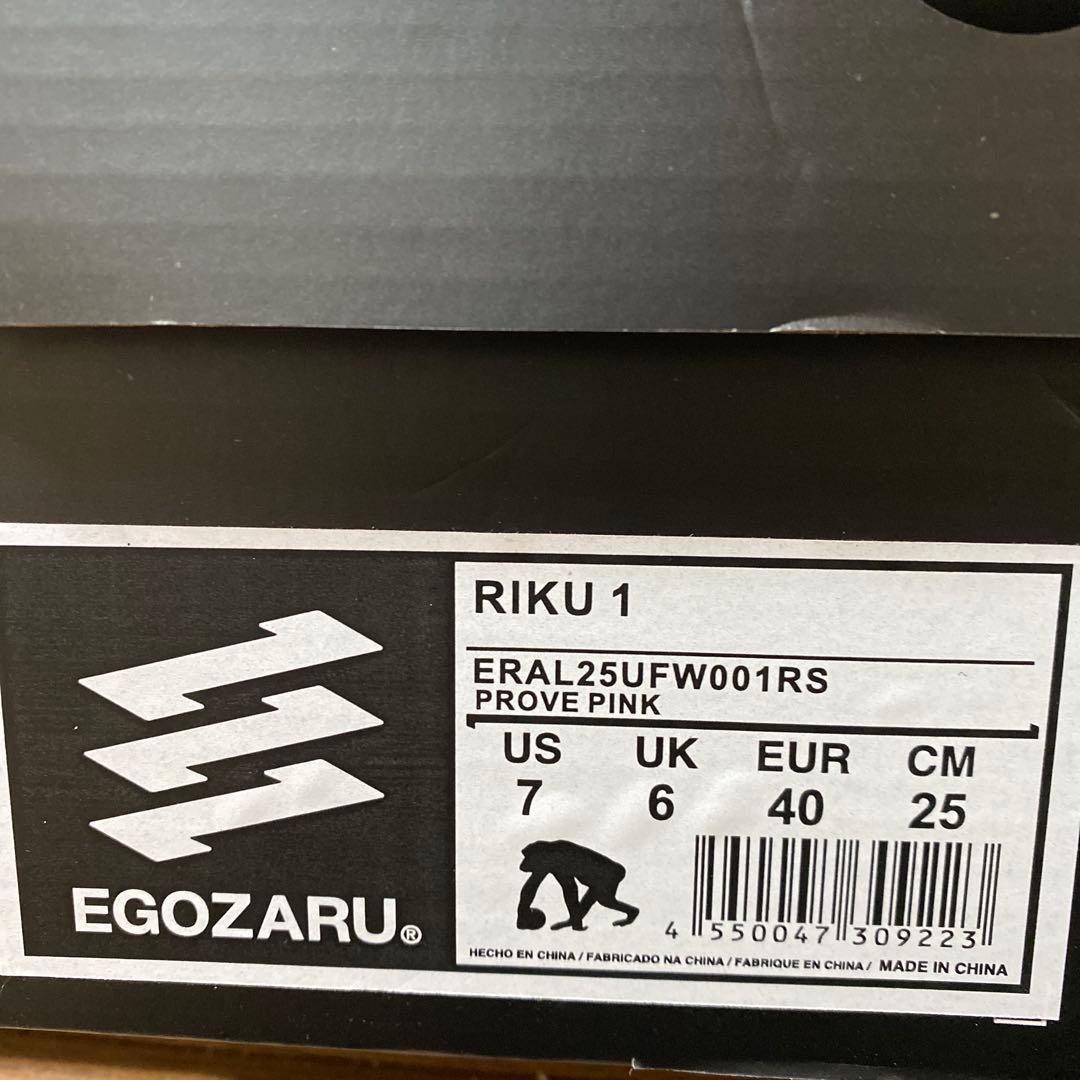 EGOZARU®
RIKU 1
ERAL25UFW001RS
PROVE PINK
US UK EUR CM
7 6 40 25
4 550047 309223
HECHO EN CHINA / FABRICADO NA CHINA / FABRIQUE EN CHINA / MADE IN CHINA